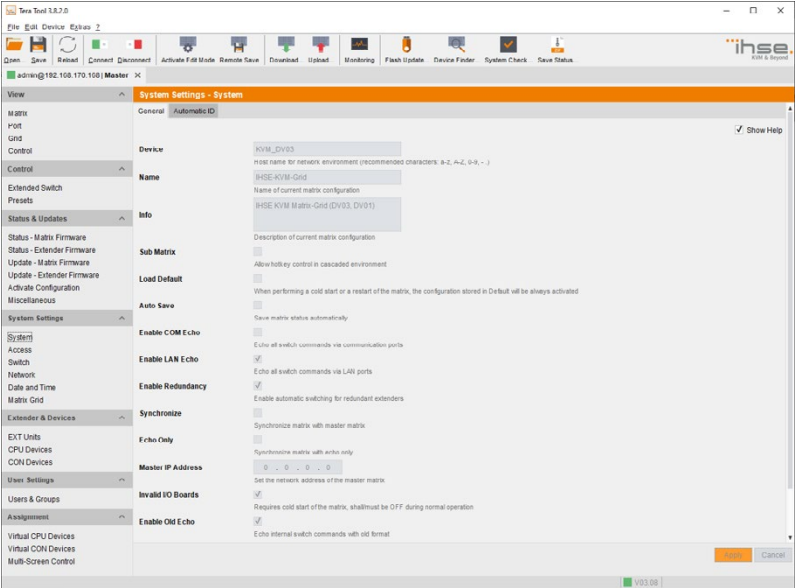 Tera Tool 3.8.2.0
File Edit Device Extras ?
Open... Save Reload Connect Disconnect Activate Edit Mode Remote Save Download... Upload... Monitoring Flash Update... Device Finder... System Check... Save Status...
ihse.
KVM & Beyond
admin@192.168.170.108 | Master ×
View
Matrix
Port
Grid
Control
Control
Extended Switch
Presets
Status & Updates
Status - Matrix Firmware
Status - Extender Firmware
Update - Matrix Firmware
Update - Extender Firmware
Activate Configuration
Miscellaneous
System Settings
System
Access
Switch
Network
Date and Time
Matrix Grid
Extender & Devices
EXT Units
CPU Devices
CON Devices
User Settings
Users & Groups
Assignment
Virtual CPU Devices
Virtual CON Devices
Multi-Screen Control
System Settings - System
General Automatic ID
Show Help
Device KVM_DV03
Host name for network environment (recommended characters: a-z, A-Z, 0-9, - .)
Name IHSE-KVM-Grid
Name of current matrix configuration
Info IHSE KVM Matrix-Grid (DV03, DV01)
Description of current matrix configuration
Sub Matrix
Allow hotkey control in cascaded environment
Load Default
When performing a cold start or a restart of the matrix, the configuration stored in Default will be always activated
Auto Save
Save matrix status automatically
Enable COM Echo
Echo all switch commands via communication ports
Enable LAN Echo
Echo all switch commands via LAN ports
Enable Redundancy
Enable automatic switching for redundant extenders
Synchronize
Synchronize matrix with master matrix
Echo Only
Synchronize matrix with echo only
Master IP Address 0 . 0 . 0 . 0
Set the network address of the master matrix
Invalid I/O Boards
Requires cold start of the matrix, shall/must be OFF during normal operation
Enable Old Echo
Echo internal switch commands with old format
Apply Cancel
V03.08